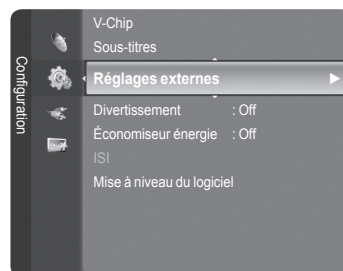 Configuration
V-Chip
Sous-titres
Réglages externes
Divertissement : Off
Économiseur énergie : Off
ISI
Mise à niveau du logiciel